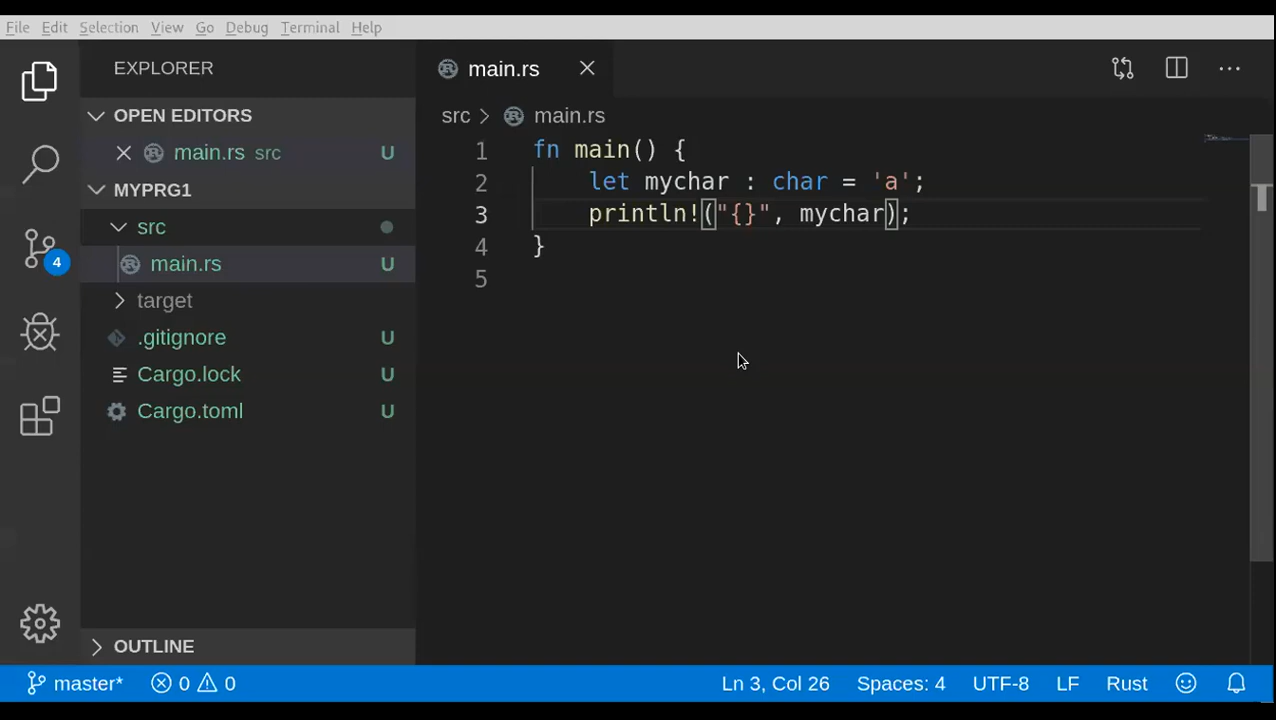 File Edit Selection View Go Debug Terminal Help
EXPLORER
OPEN EDITORS
main.rs src U
MYPRG1
src
main.rs U
target
.gitignore U
Cargo.lock U
Cargo.toml U
OUTLINE
4
main.rs
src > main.rs
1 fn main() {
2 let mychar : char = 'a';
3 println!("{}", mychar);
4 }
5
master* 0 0 Ln 3, Col 26 Spaces: 4 UTF-8 LF Rust